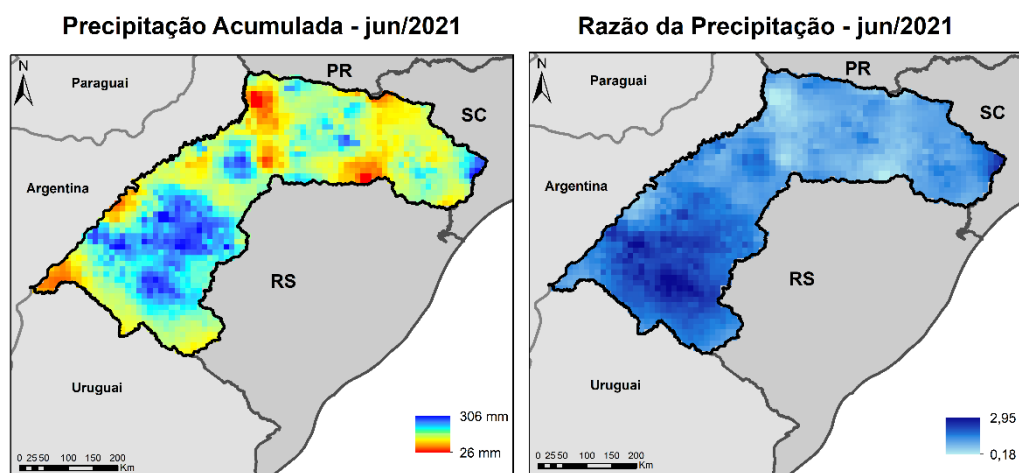 Precipitação Acumulada - jun/2021
N
Paraguai
PR
SC
Argentina
RS
Uruguai
306 mm
26 mm
0 25 50 100 150 200
Km
Razão da Precipitação - jun/2021
N
Paraguai
PR
SC
Argentina
RS
Uruguai
2,95
0,18
0 25 50 100 150 200
Km